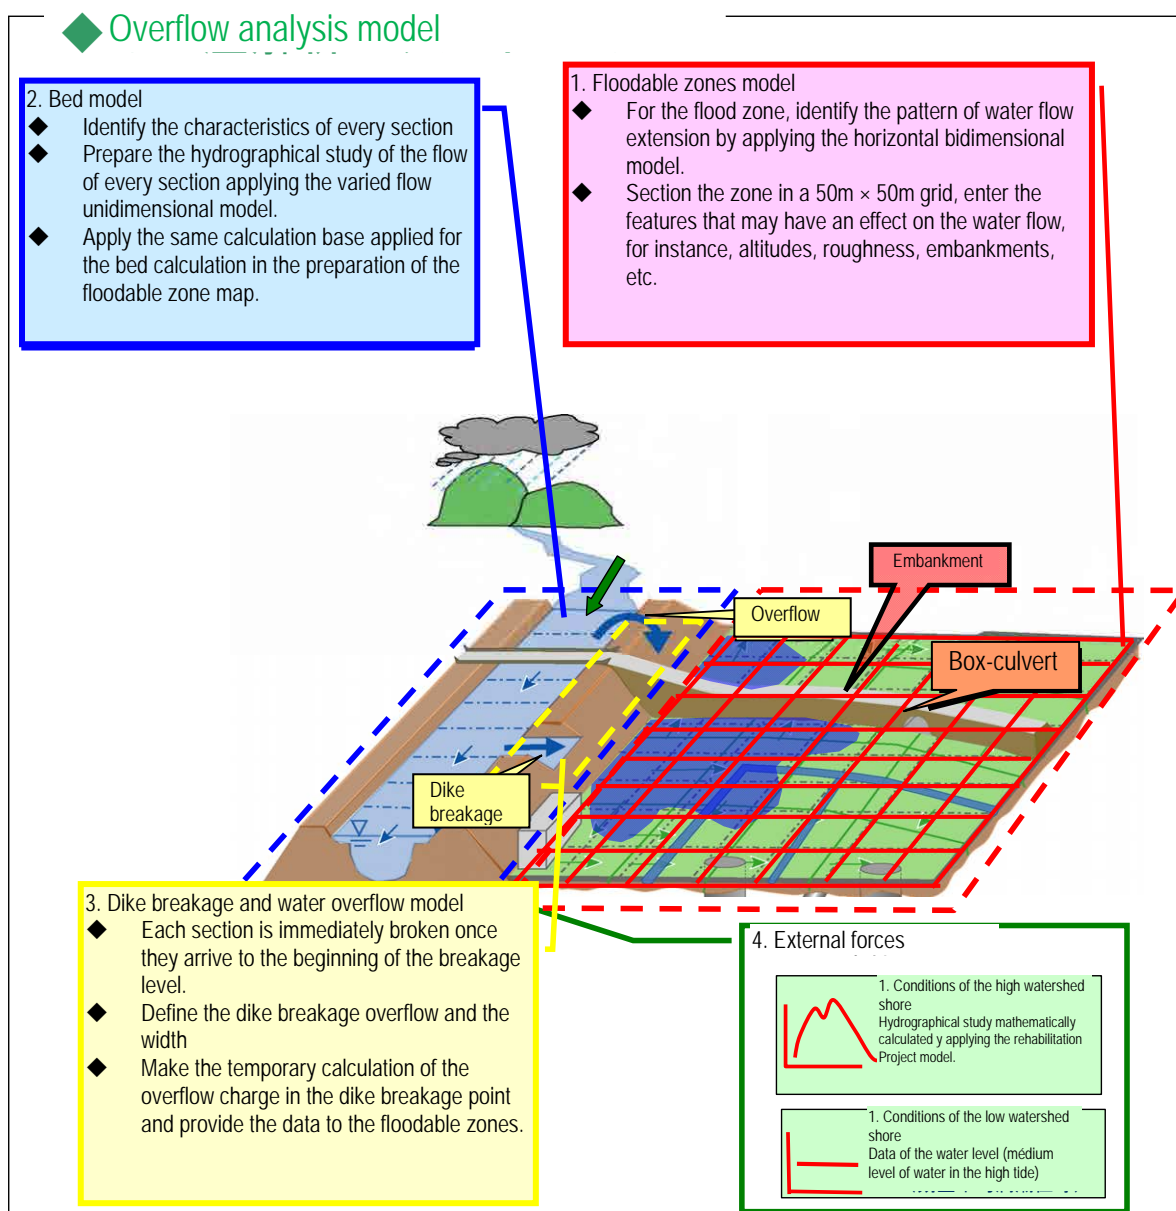 Overflow analysis model
2. Bed model
◆ Identify the characteristics of every section
◆ Prepare the hydrographical study of the flow
of every section applying the varied flow
unidimensional model.
◆ Apply the same calculation base applied for
the bed calculation in the preparation of the
floodable zone map.
1. Floodable zones model
◆ For the flood zone, identify the pattern of water flow
extension by applying the horizontal bidimensional
model.
◆ Section the zone in a 50m × 50m grid, enter the
features that may have an effect on the water flow,
for instance, altitudes, roughness, embankments,
etc.
Embankment
Overflow
Box-culvert
Dike
breakage
3. Dike breakage and water overflow model
◆ Each section is immediately broken once
they arrive to the beginning of the breakage
level.
◆ Define the dike breakage overflow and the
width
◆ Make the temporary calculation of the
overflow charge in the dike breakage point
and provide the data to the floodable zones.
4. External forces
1. Conditions of the high watershed
shore
Hydrographical study mathematically
calculated y applying the rehabilitation
Project model.
1. Conditions of the low watershed
shore
Data of the water level (médium
level of water in the high tide)